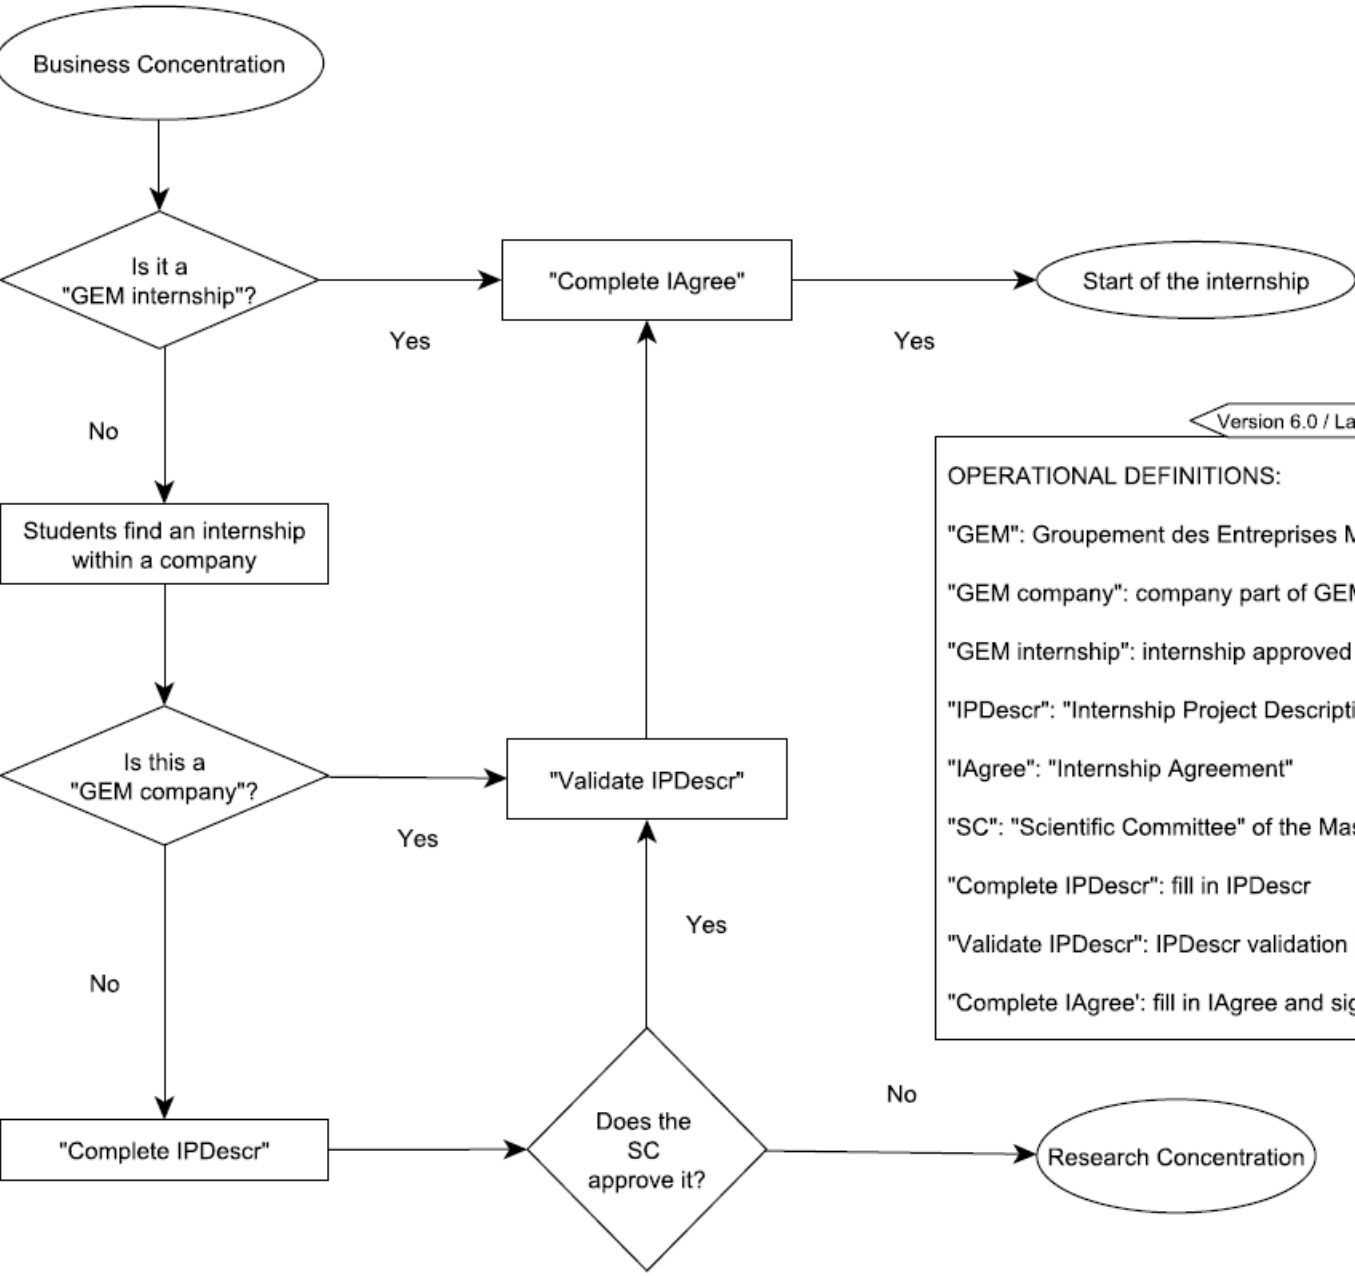 Business Concentration
Is it a
"GEM internship"?
"Complete IAgree"
Start of the internship
Yes
Yes
No
Students find an internship
within a company
Is this a
"GEM company"?
"Validate IPDescr"
Yes
Yes
No
"Complete IPDescr"
Does the
SC
approve it?
No
Research Concentration
Version 6.0 / La
OPERATIONAL DEFINITIONS:
"GEM": Groupement des Entreprises M
"GEM company": company part of GEM
"GEM internship": internship approved
"IPDescr": "Internship Project Descripti
"IAgree": "Internship Agreement"
"SC": "Scientific Committee" of the Mas
"Complete IPDescr": fill in IPDescr
"Validate IPDescr": IPDescr validation
"Complete IAgree': fill in IAgree and sig